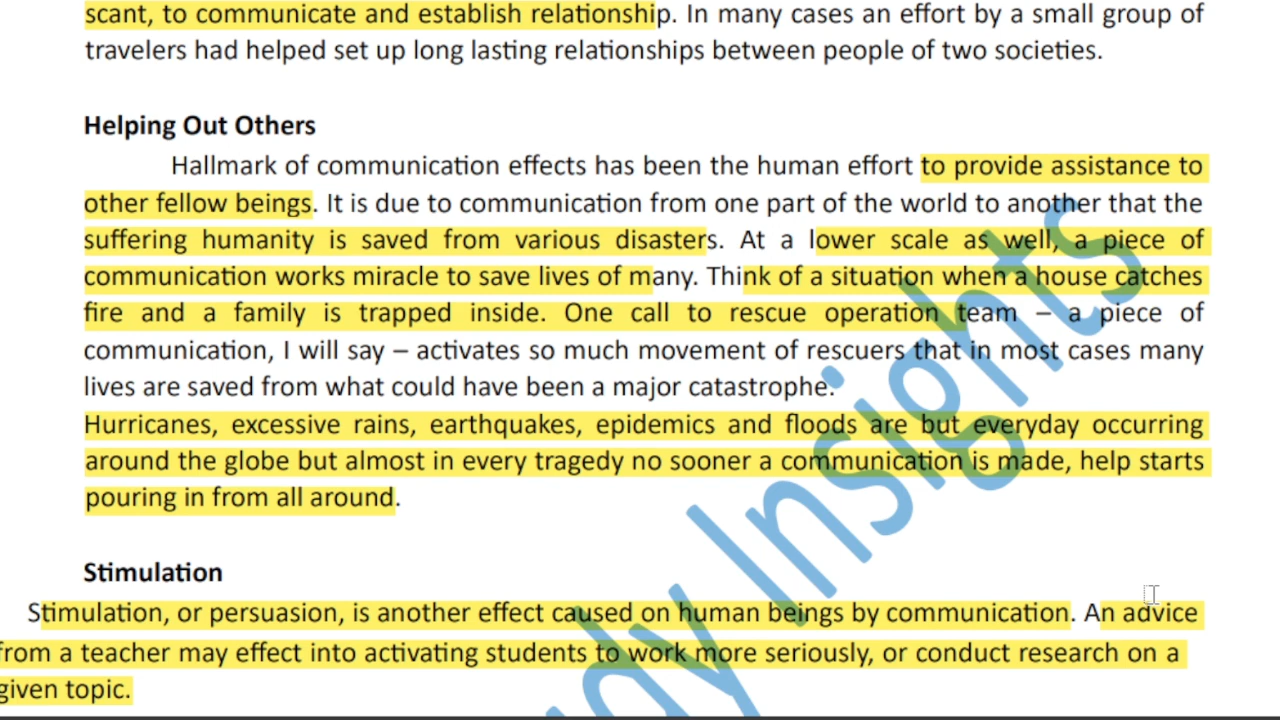 scant, to communicate and establish relationship. In many cases an effort by a small group of
travelers had helped set up long lasting relationships between people of two societies.
Helping Out Others
Hallmark of communication effects has been the human effort to provide assistance to
other fellow beings. It is due to communication from one part of the world to another that the
suffering humanity is saved from various disasters. At a lower scale as well, a piece of
communication works miracle to save lives of many. Think of a situation when a house catches
fire and a family is trapped inside. One call to rescue operation team – a piece of
communication, I will say – activates so much movement of rescuers that in most cases many
lives are saved from what could have been a major catastrophe.
Hurricanes, excessive rains, earthquakes, epidemics and floods are but everyday occurring
around the globe but almost in every tragedy no sooner a communication is made, help starts
pouring in from all around.
Stimulation
Stimulation, or persuasion, is another effect caused on human beings by communication. An advice
from a teacher may effect into activating students to work more seriously, or conduct research on a
given topic.
dy Insights